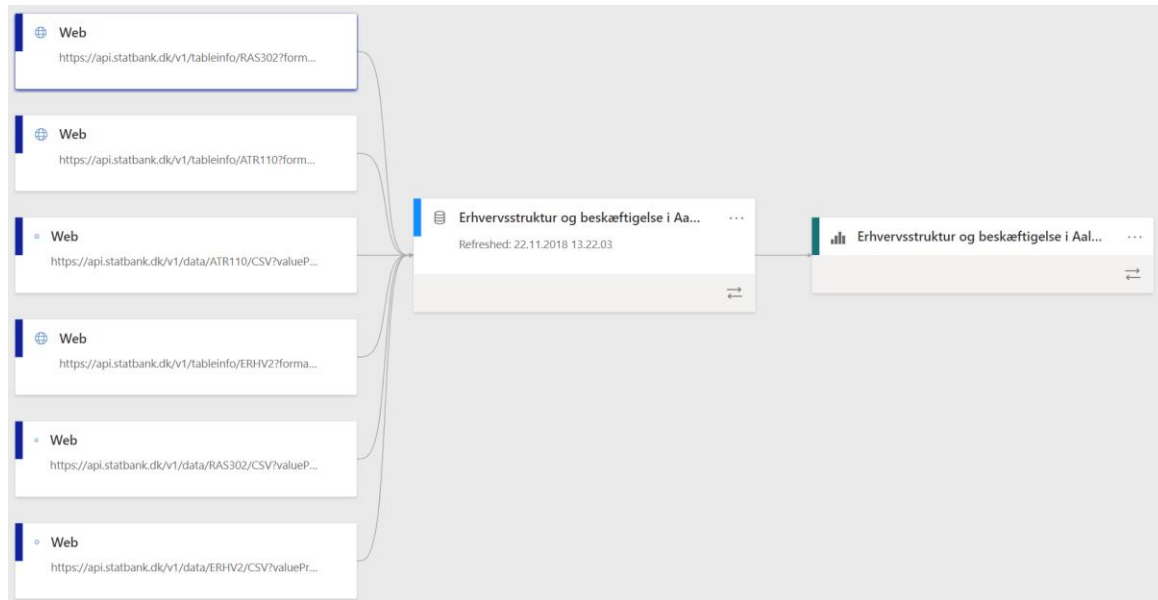 Web
https://api.statbank.dk/v1/tableinfo/RAS302?form...
Web
https://api.statbank.dk/v1/tableinfo/ATR110?form...
Web
https://api.statbank.dk/v1/data/ATR110/CSV?valueP...
Web
https://api.statbank.dk/v1/tableinfo/ERHV2?forma...
Web
https://api.statbank.dk/v1/data/RAS302/CSV?valueP...
Web
https://api.statbank.dk/v1/data/ERHV2/CSV?valuePr...
Erhvervsstruktur og beskæftigelse i Aa...
Refreshed: 22.11.2018 13.22.03
Erhvervsstruktur og beskæftigelse i Aal...